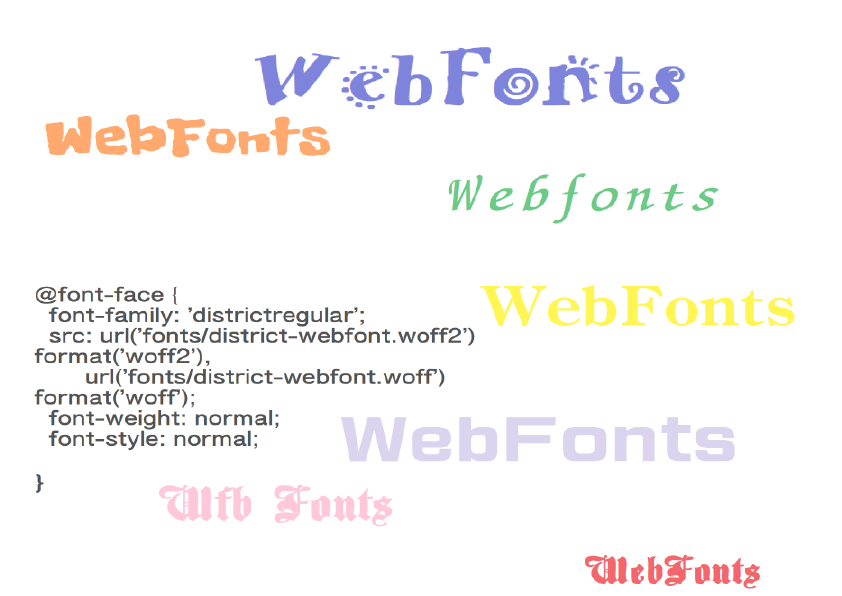 WebFonts
WebFonts
Webfonts
@font-face {
font-family: 'districtregular';
src: url('fonts/district-webfont.woff2')
format('woff2'),
url('fonts/district-webfont.woff')
format('woff');
font-weight: normal;
font-style: normal;
}
WebFonts
WebFonts
Wfb Fonts
WebFonts